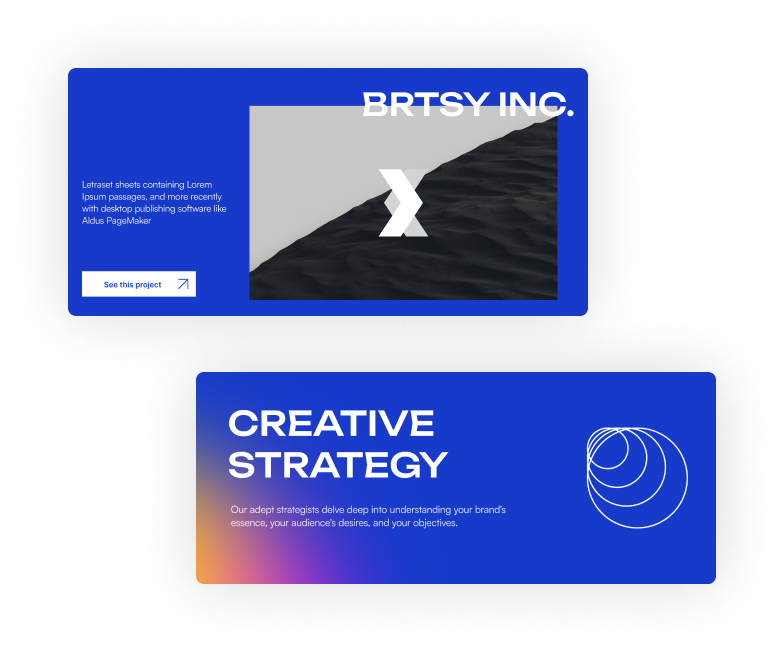 BRTSY INC.
Letraset sheets containing Lorem
Ipsum passages, and more recently
with desktop publishing software like
Aldus PageMaker
See this project
CREATIVE
STRATEGY
Our adept strategists delve deep into understanding your brand's
essence, your audience's desires, and your objectives.